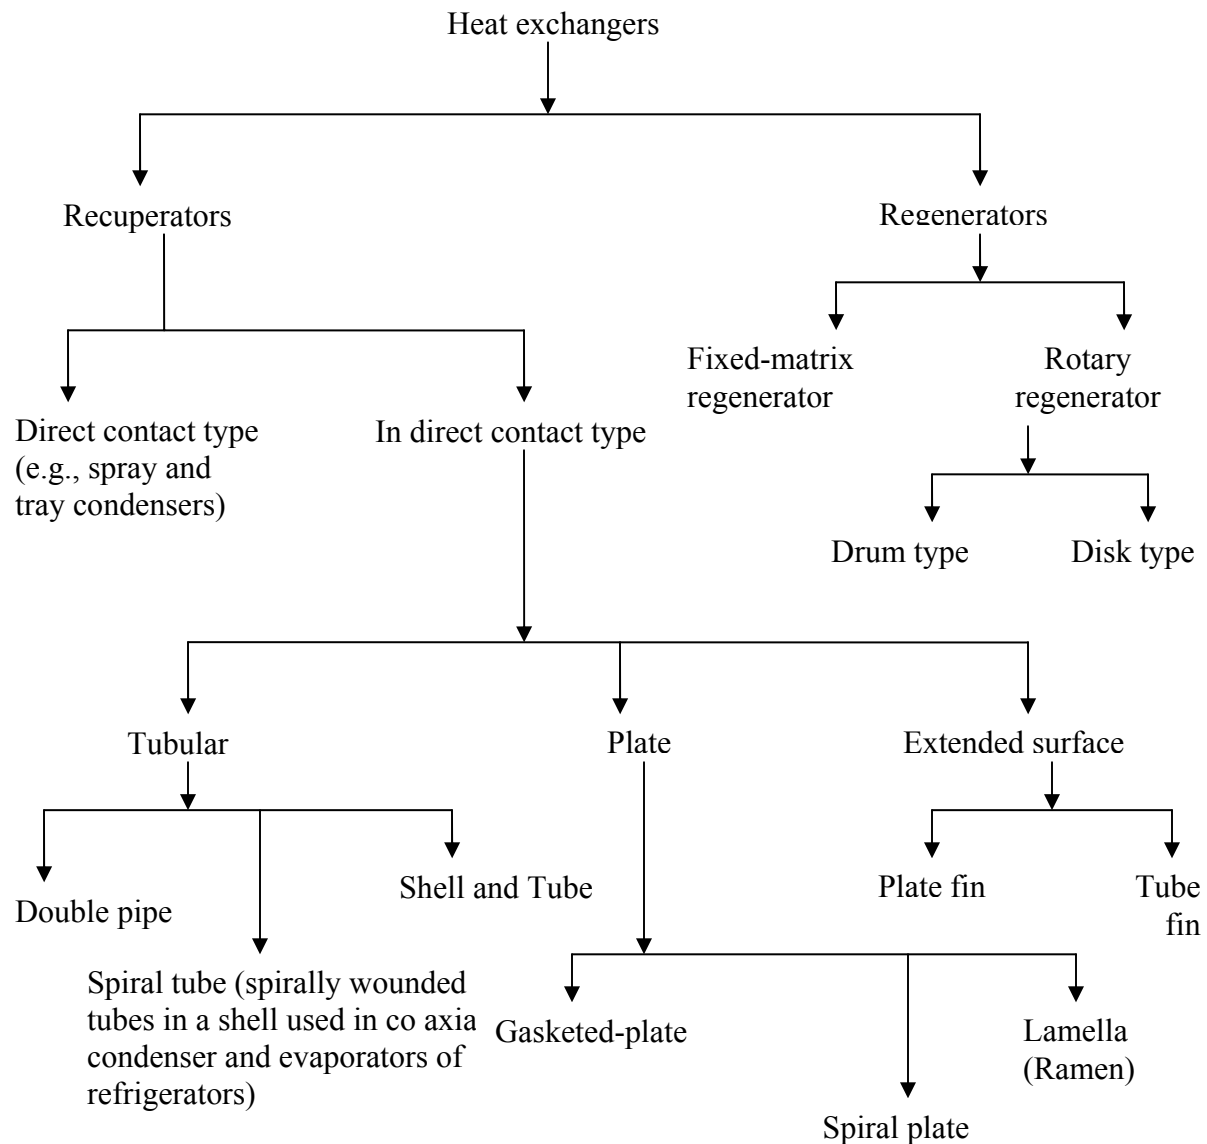 Heat exchangers
Recuperators
Regenerators
Fixed-matrix
regenerator
Rotary
regenerator
Direct contact type
(e.g., spray and
tray condensers)
In direct contact type
Drum type
Disk type
Tubular
Plate
Extended surface
Double pipe
Shell and Tube
Plate fin
Tube
fin
Spiral tube (spirally wounded
tubes in a shell used in co axia
condenser and evaporators of
refrigerators)
Gasketed-plate
Lamella
(Ramen)
Spiral plate